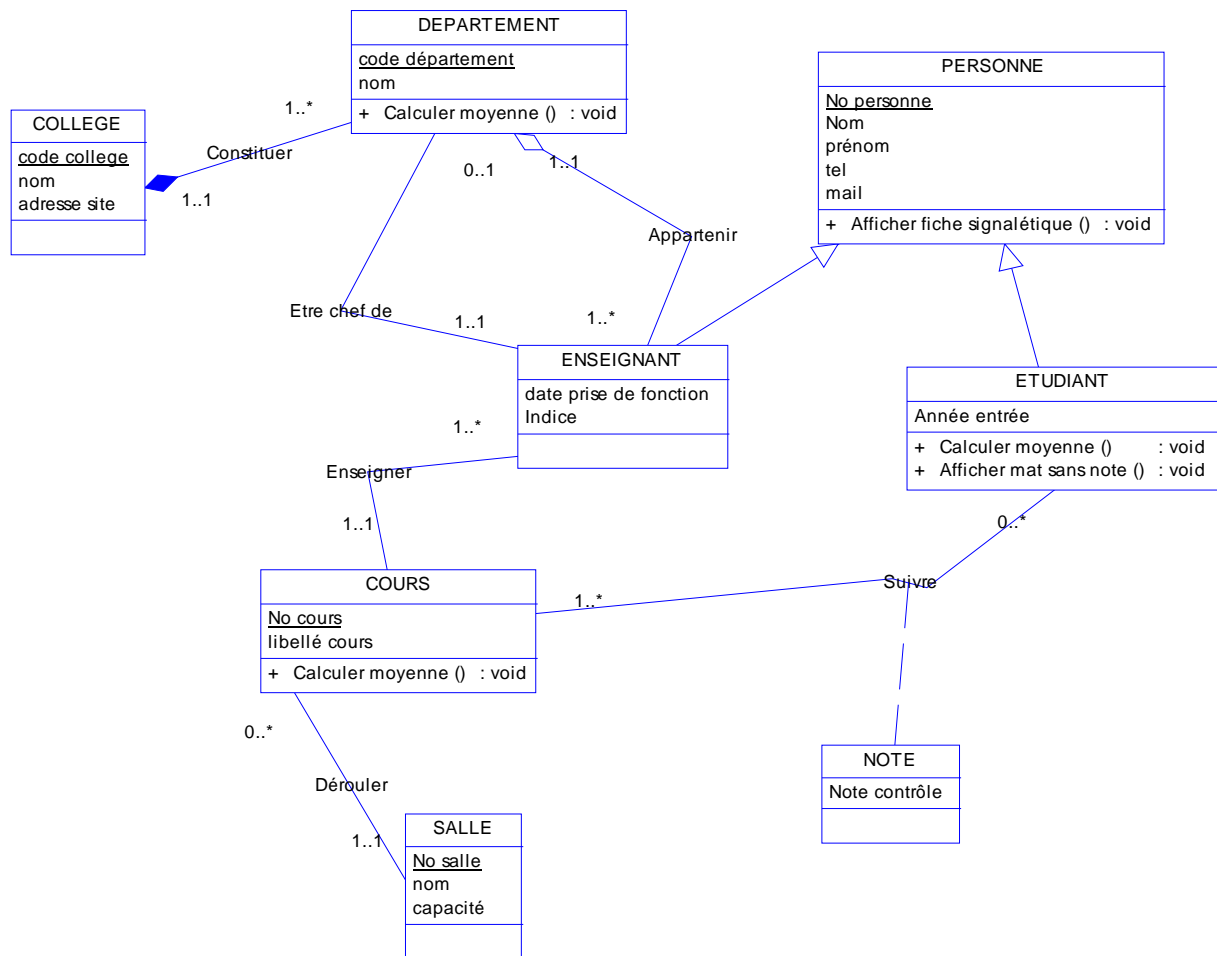 DEPARTEMENT
code département
nom
+ Calculer moyenne () : void
PERSONNE
No personne
Nom
prénom
tel
mail
+ Afficher fiche signalétique () : void
COLLEGE
code college
nom
adresse site
1..*
Constituer
1..1
0..1
1..1
Appartenir
Etre chef de
1..1
1..*
ENSEIGNANT
date prise de fonction
Indice
ETUDIANT
Année entrée
+ Calculer moyenne () : void
+ Afficher mat sans note () : void
1..*
Enseigner
1..1
0..*
Suivre
1..*
COURS
No cours
libellé cours
+ Calculer moyenne () : void
0..*
Dérouler
1..1
NOTE
Note contrôle
SALLE
No salle
nom
capacité